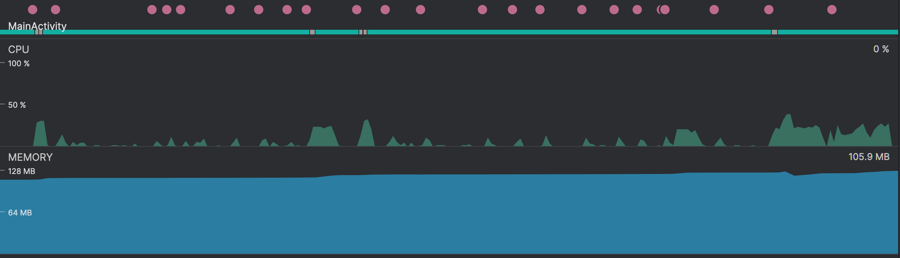 MainActivity
CPU
0 %
100 %
50 %
MEMORY
105.9 MB
128 MB
64 MB